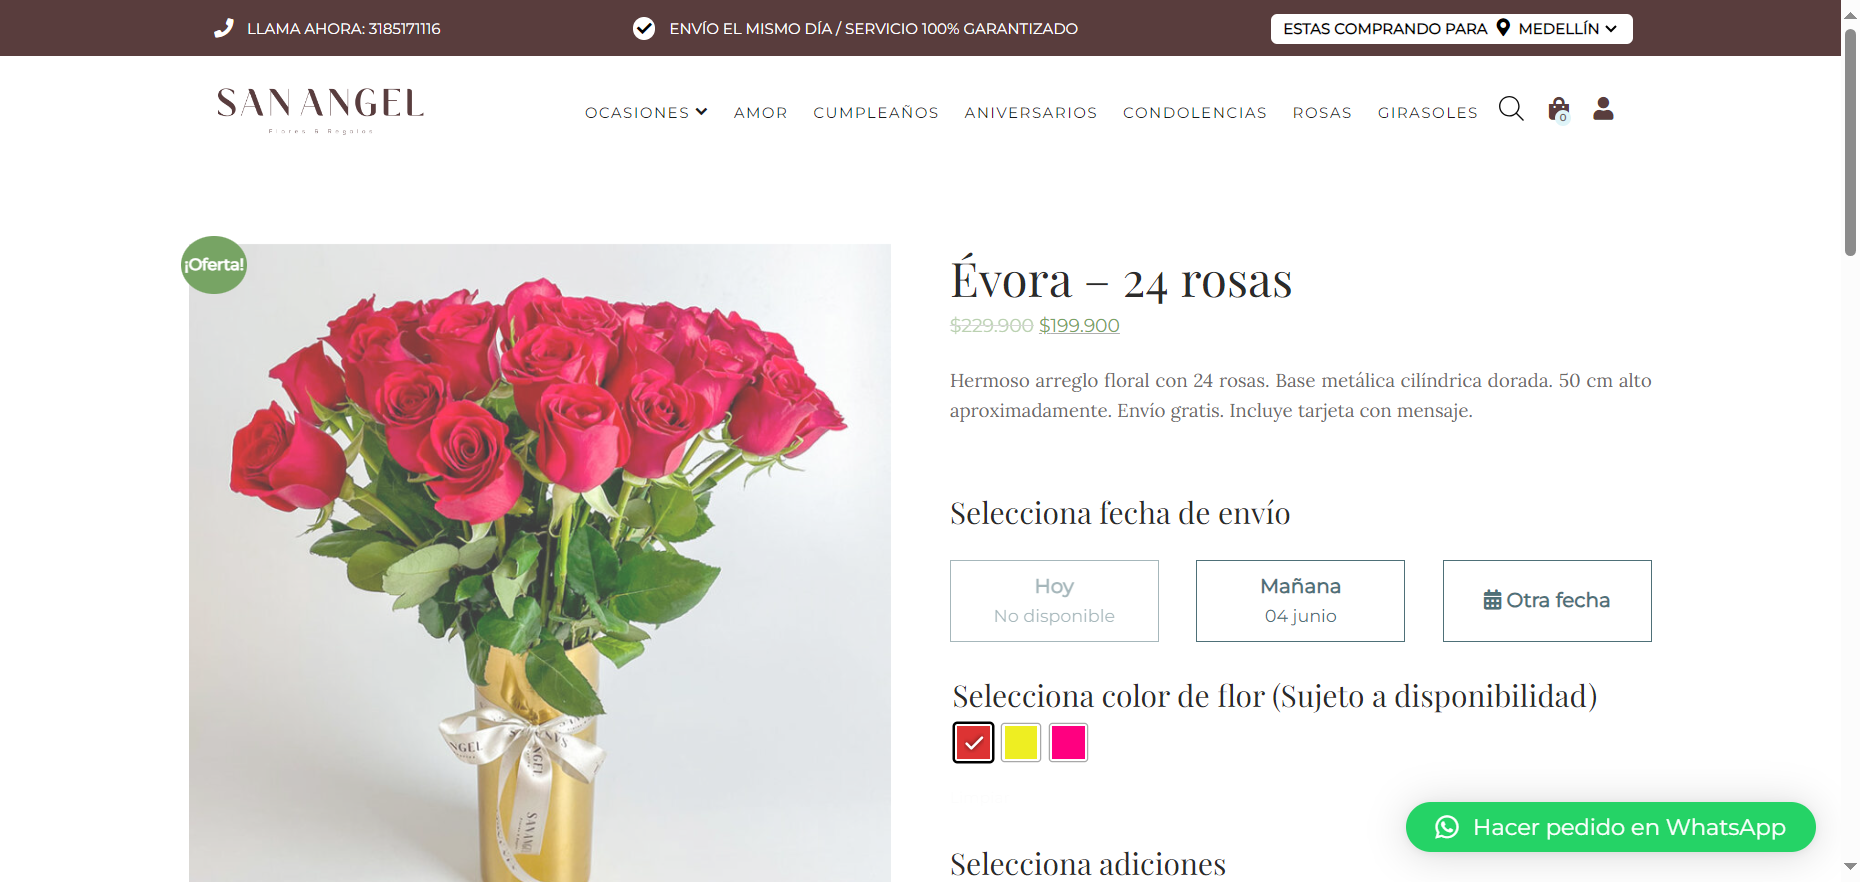 LLAMA AHORA: 3185171116
ENVÍO EL MISMO DÍA / SERVICIO 100% GARANTIZADO
ESTAS COMPRANDO PARA MEDELLÍN
SAN ANGEL
Flores & Regalos
OCASIONES
AMOR
CUMPLEAÑOS
ANIVERSARIOS
CONDOLENCIAS
ROSAS
GIRASOLES
0
¡Oferta!
Évora – 24 rosas
$229.900 $199.900
Hermoso arreglo floral con 24 rosas. Base metálica cilíndrica dorada. 50 cm alto
aproximadamente. Envío gratis. Incluye tarjeta con mensaje.
Selecciona fecha de envío
Hoy
No disponible
Mañana
04 junio
Otra fecha
Selecciona color de flor (Sujeto a disponibilidad)
Hacer pedido en WhatsApp
Selecciona adiciones